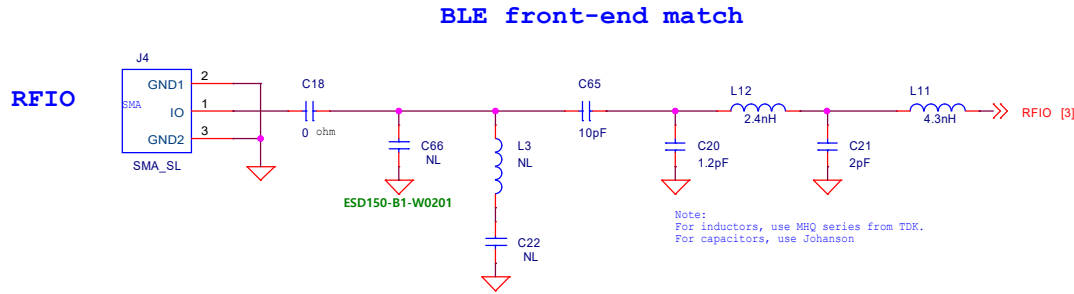 BLE front-end match
RFIO
J4
GND1
2
SMA
IO
1
GND2
3
SMA_SL
C18
0 ohm
C66
NL
ESD150-B1-W0201
L3
NL
C22
NL
C65
10pF
C20
1.2pF
L12
2.4nH
C21
2pF
L11
4.3nH
RFIO [3]
Note:
For inductors, use MHQ series from TDK.
For capacitors, use Johanson